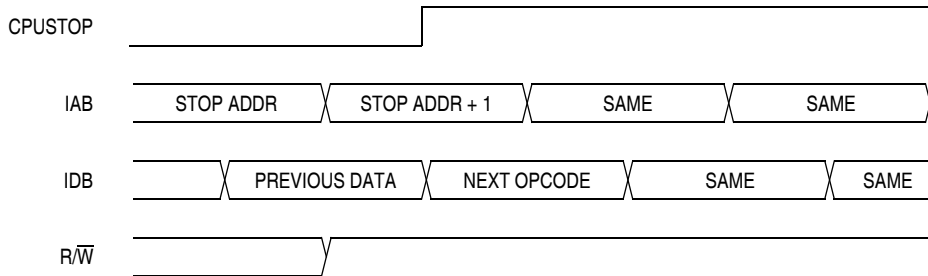 CPUSTOP
IAB STOP ADDR STOP ADDR + 1 SAME SAME
IDB PREVIOUS DATA NEXT OPCODE SAME SAME
R/W̅